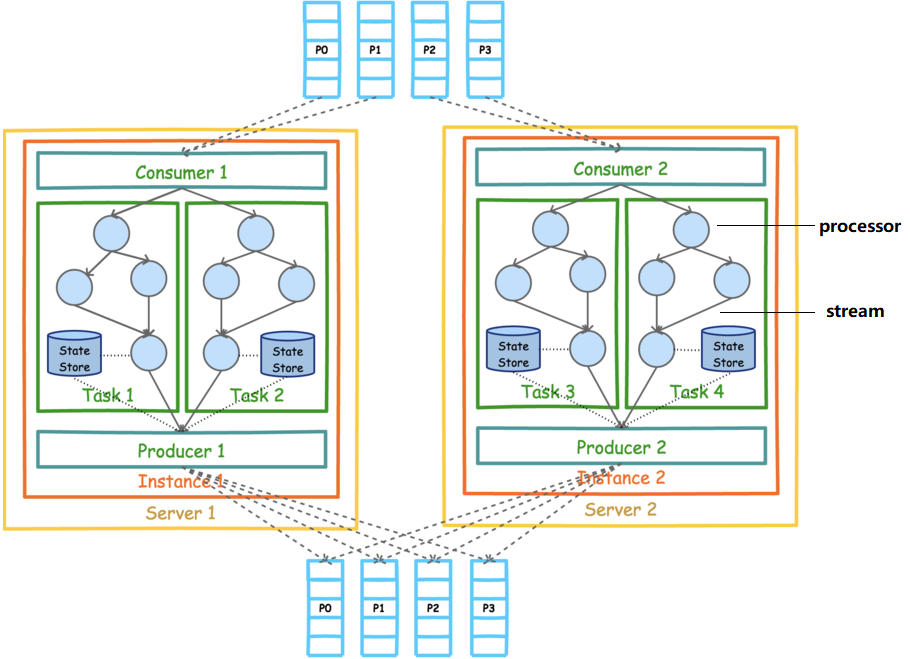 P0
P1
P2
P3
Consumer 1
Consumer 2
processor
stream
State
Store
State
Store
State
Store
State
Store
Task 1
Task 2
Task 3
Task 4
Producer 1
Producer 2
Instance 1
Instance 2
Server 1
Server 2
P0
P1
P2
P3